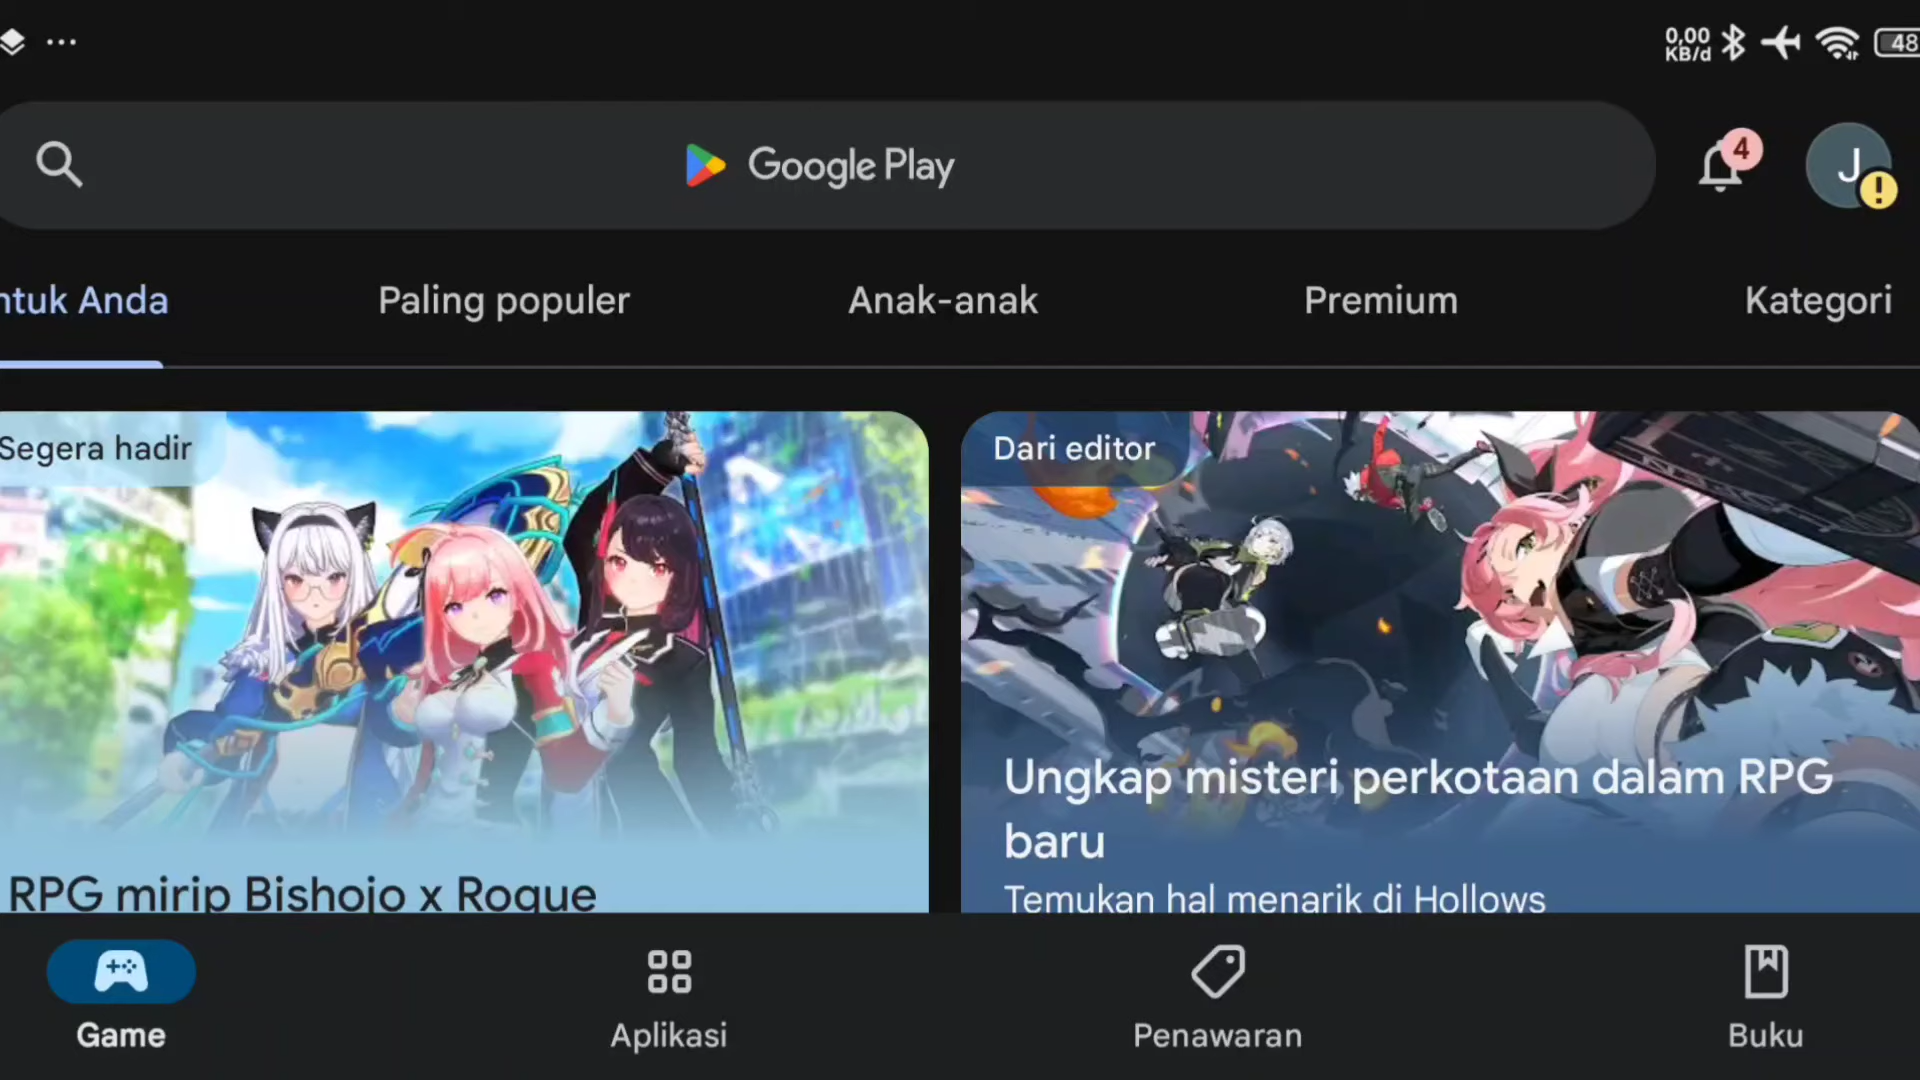 0,00
KB/d
48
Google Play
4
J
ntuk Anda
Paling populer
Anak-anak
Premium
Kategori
Segera hadir
RPG mirip Bishojo x Rogue
Dari editor
Ungkap misteri perkotaan dalam RPG
baru
Temukan hal menarik di Hollows
Game
Aplikasi
Penawaran
Buku